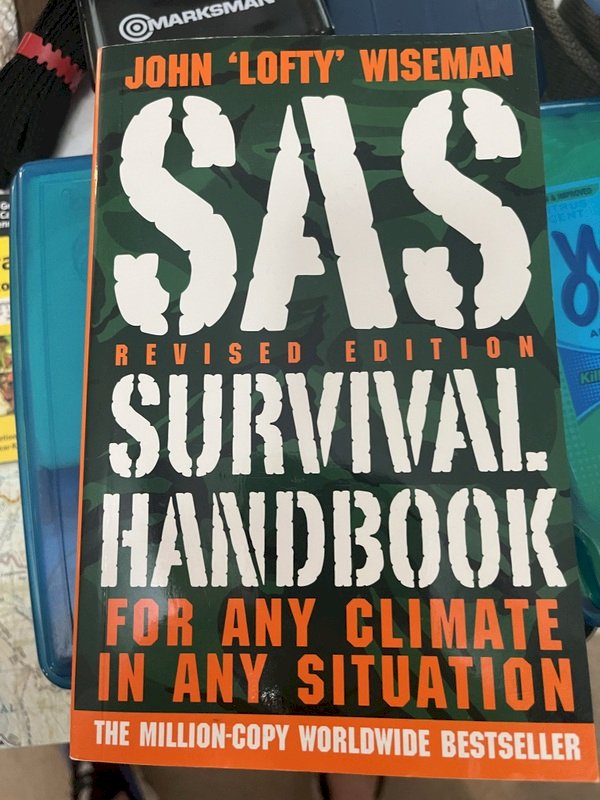 MARKSMAN
JOHN ‘LOFTY’ WISEMAN
SAS
REVISED EDITION
SURVIVAL
HANDBOOK
FOR ANY CLIMATE
IN ANY SITUATION
THE MILLION-COPY WORLDWIDE BESTSELLER